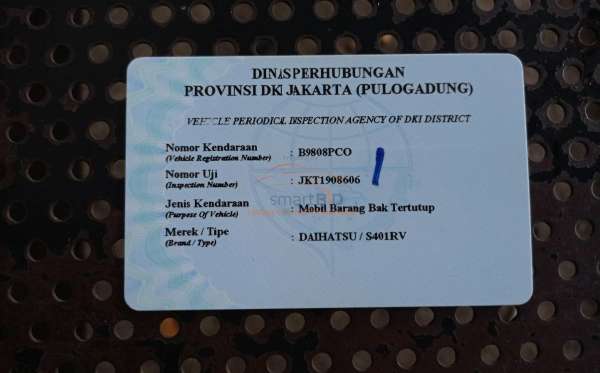 DINAS PERHUBUNGAN
PROVINSI DKI JAKARTA (PULOGADUNG)
VEHICLE PERIODICAL INSPECTION AGENCY OF DKI DISTRICT
Nomor Kendaraan : B9808PCO
(Vehicle Registration Number)
Nomor Uji : JKT1908606
(Inspection Number)
smart
Jenis Kendaraan : Mobil Barang Bak Tertutup
(Purpose Of Vehicle)
Merek / Tipe : DAIHATSU / S401RV
(Brand / Type)